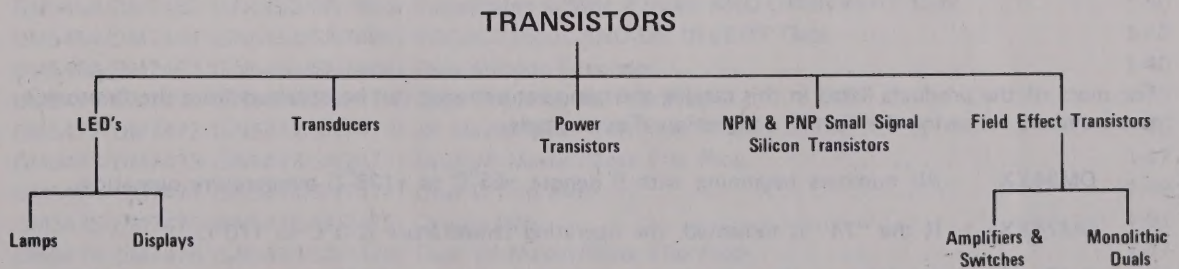 TRANSISTORS
LED's
Transducers
Power
Transistors
NPN & PNP Small Signal
Silicon Transistors
Field Effect Transistors
Lamps
Displays
Amplifiers &
Switches
Monolithic
Duals